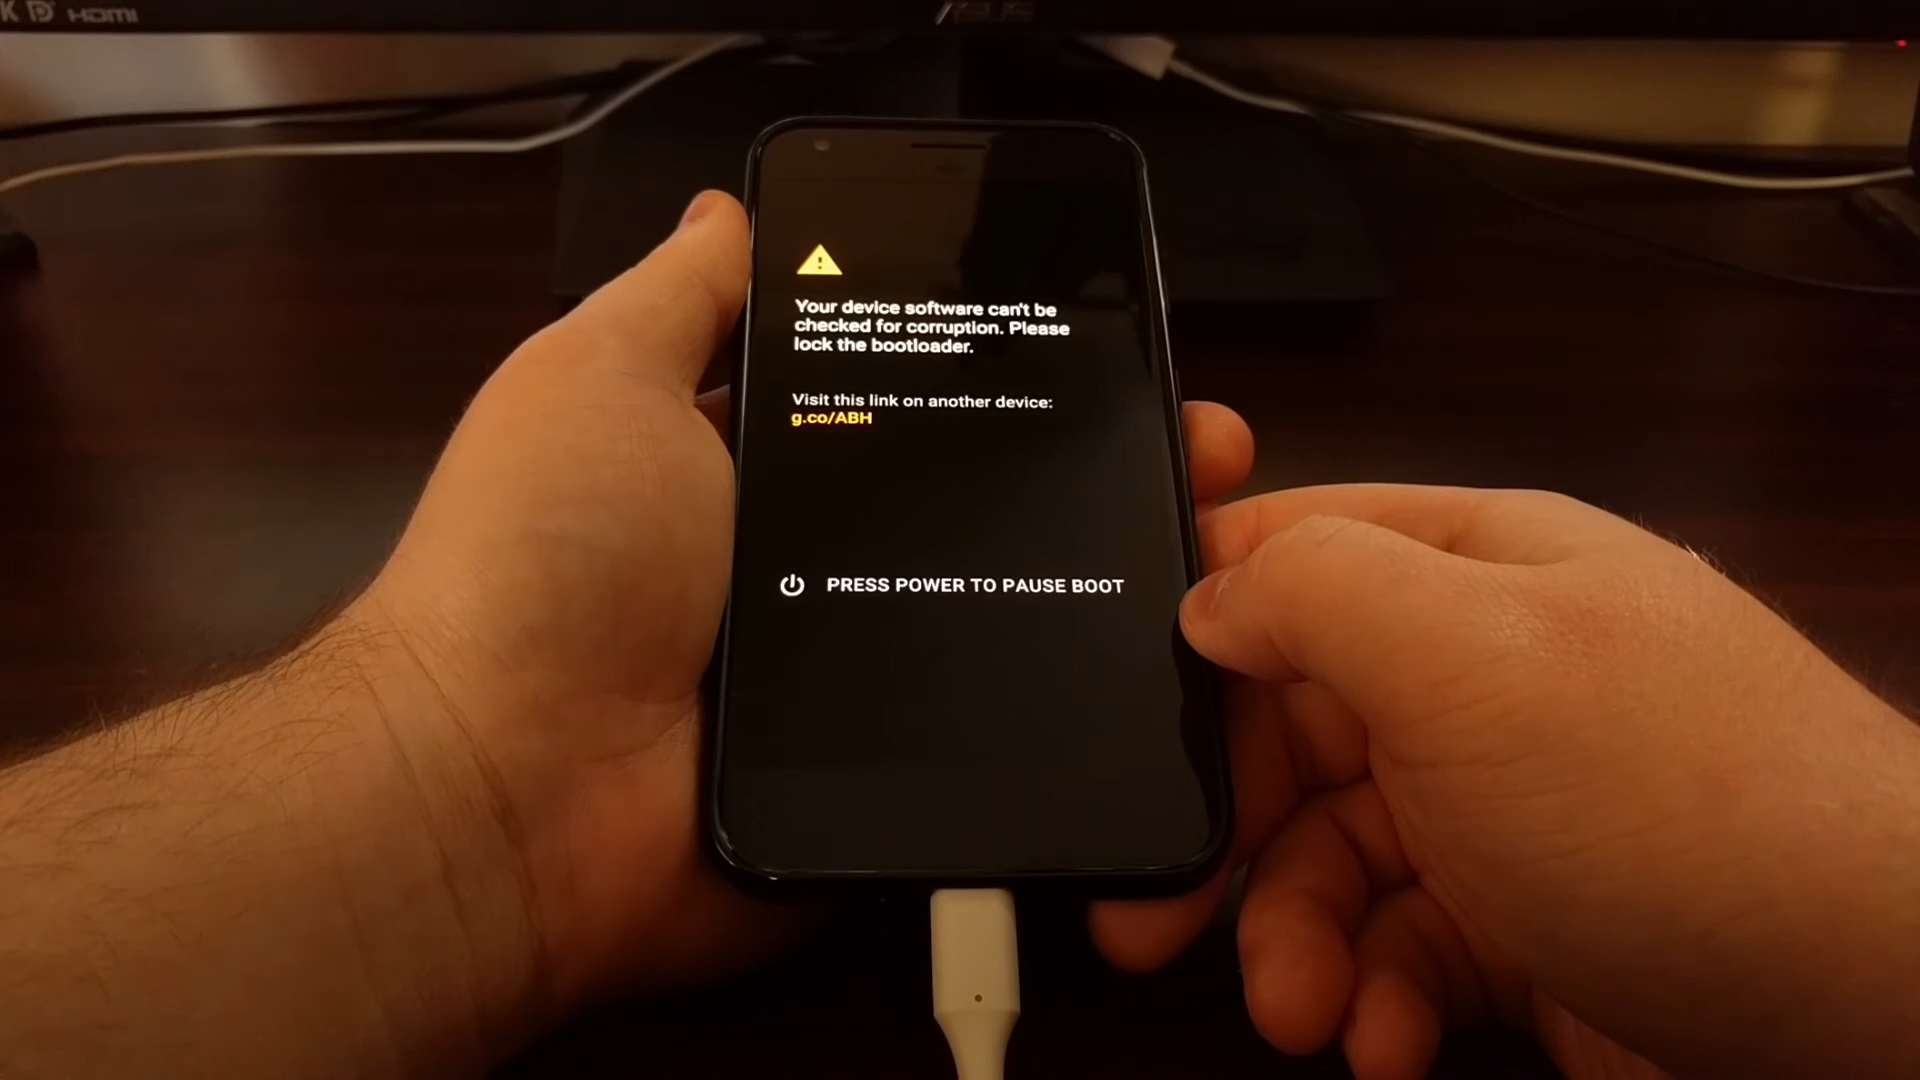 HDMI
Your device software can't be
checked for corruption. Please
lock the bootloader.
Visit this link on another device:
g.co/ABH
PRESS POWER TO PAUSE BOOT